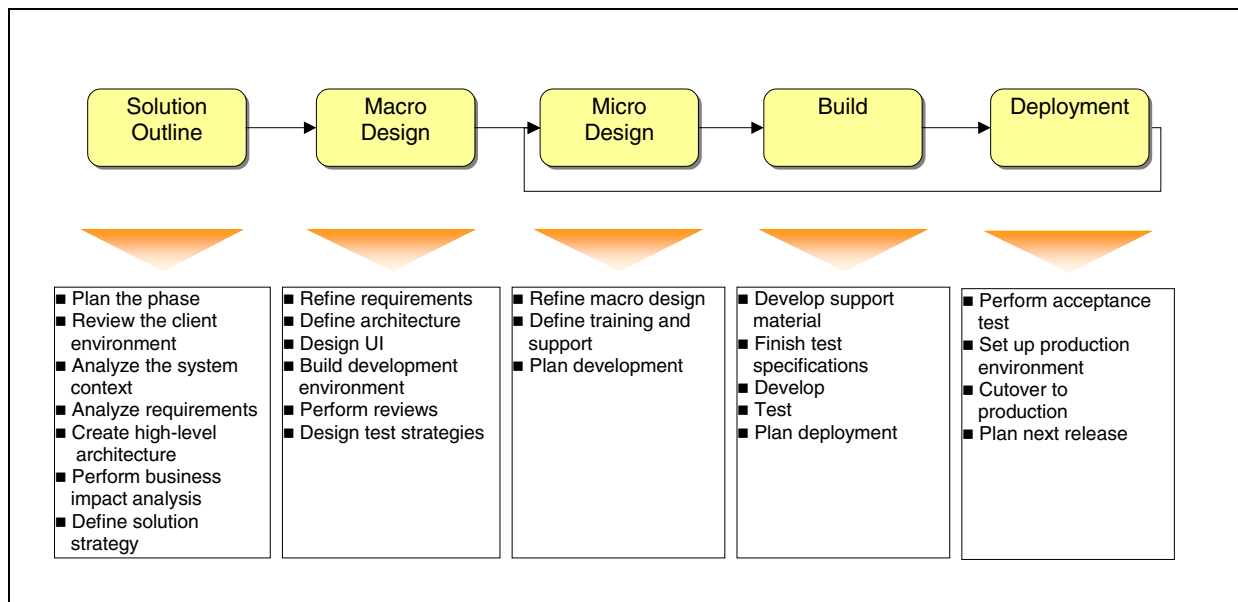 Solution
Outline
Macro
Design
Micro
Design
Build
Deployment
■ Plan the phase
■ Review the client
environment
■ Analyze the system
context
■ Analyze requirements
■ Create high-level
architecture
■ Perform business
impact analysis
■ Define solution
strategy
■ Refine requirements
■ Define architecture
■ Design UI
■ Build development
environment
■ Perform reviews
■ Design test strategies
■ Refine macro design
■ Define training and
support
■ Plan development
■ Develop support
material
■ Finish test
specifications
■ Develop
■ Test
■ Plan deployment
■ Perform acceptance
test
■ Set up production
environment
■ Cutover to
production
■ Plan next release